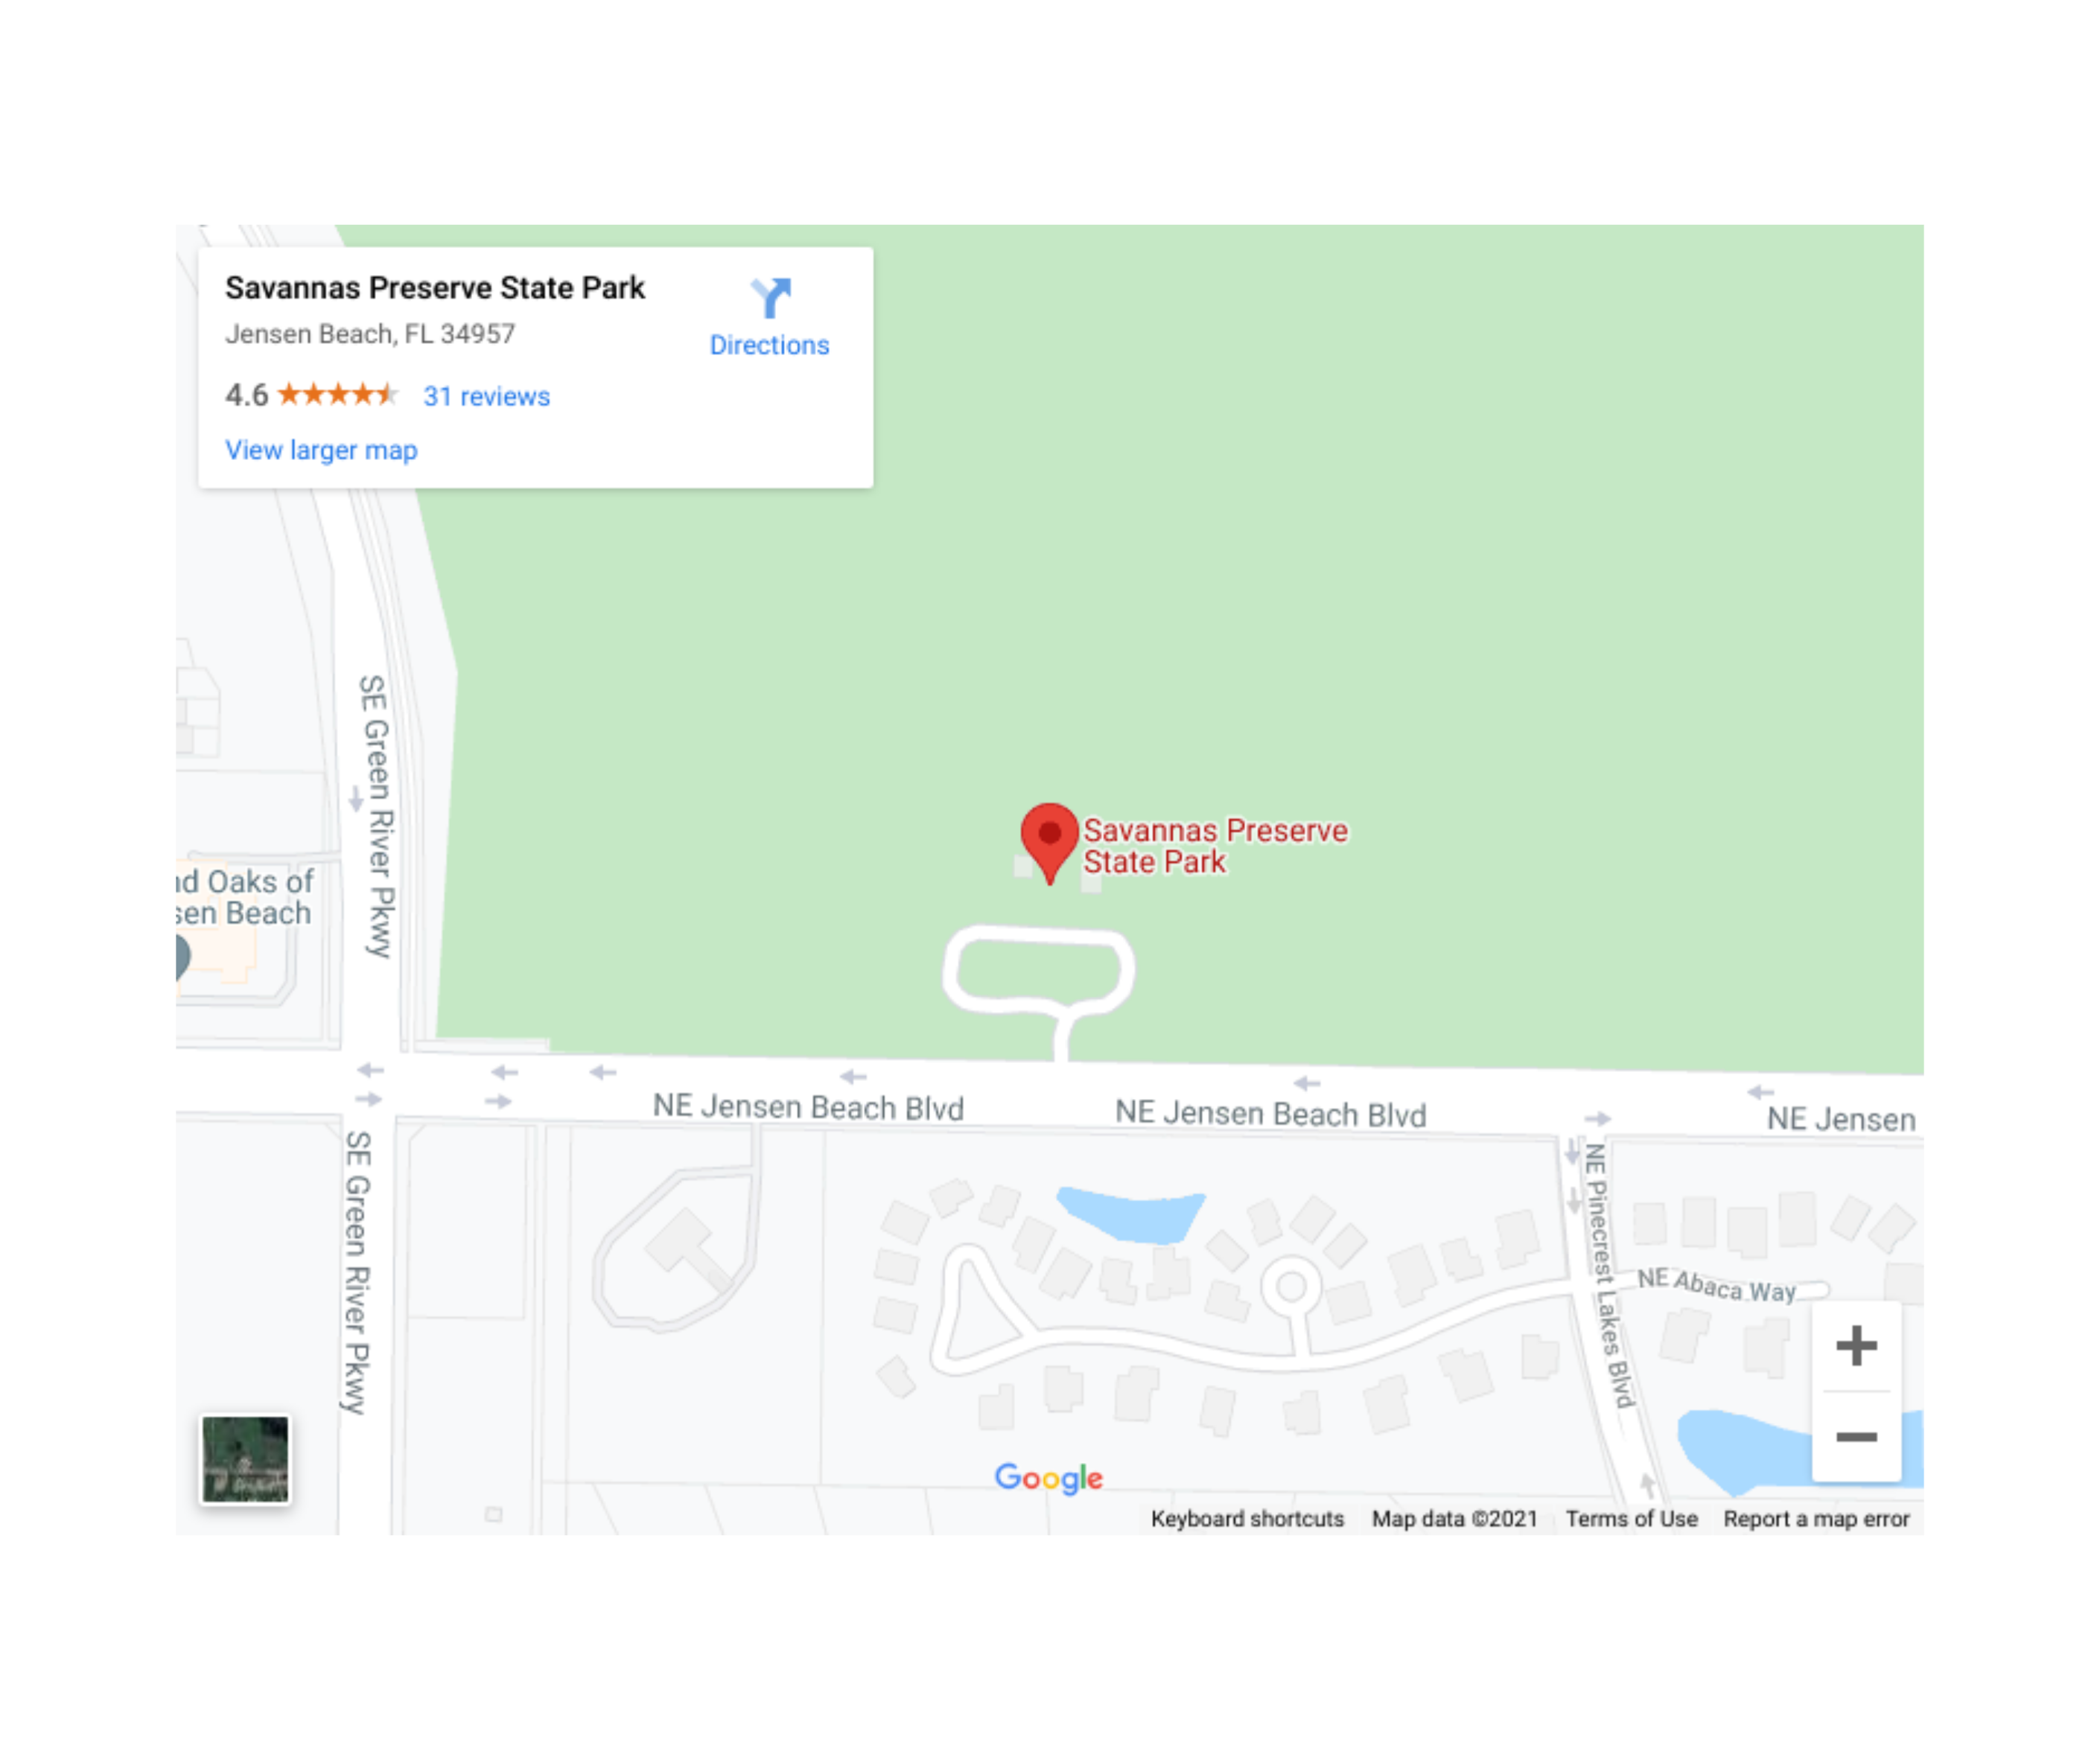 Savannas Preserve State Park
Jensen Beach, FL 34957
Directions
4.6
31 reviews
View larger map
SE Green River Pkwy
Savannas Preserve
State Park
nd Oaks of
sen Beach
NE Jensen Beach Blvd
NE Jensen Beach Blvd
NE Jensen
SE Green River Pkwy
NE Pinecrest Lakes Blvd
NE Abaca Way
Google
Keyboard shortcuts
Map data ©2021
Terms of Use
Report a map error